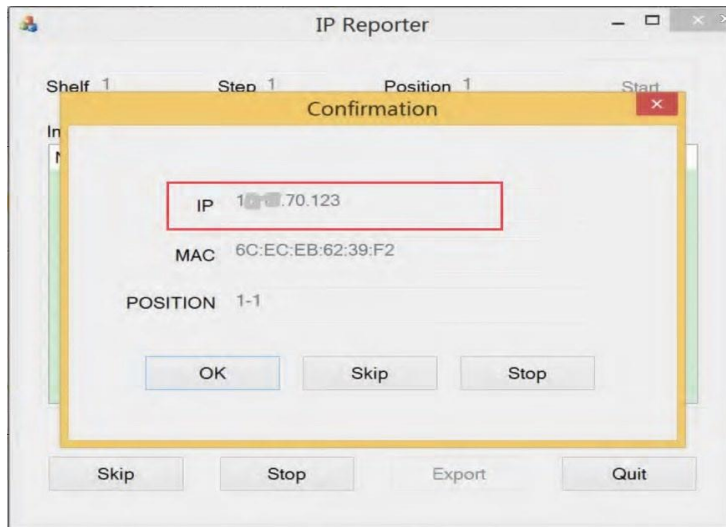 IP Reporter
Shelf 1 Step 1 Position 1 Start
Confirmation
In
IP .70.123
MAC 6C:EC:EB:62:39:F2
POSITION 1-1
OK Skip Stop
Skip Stop Export Quit